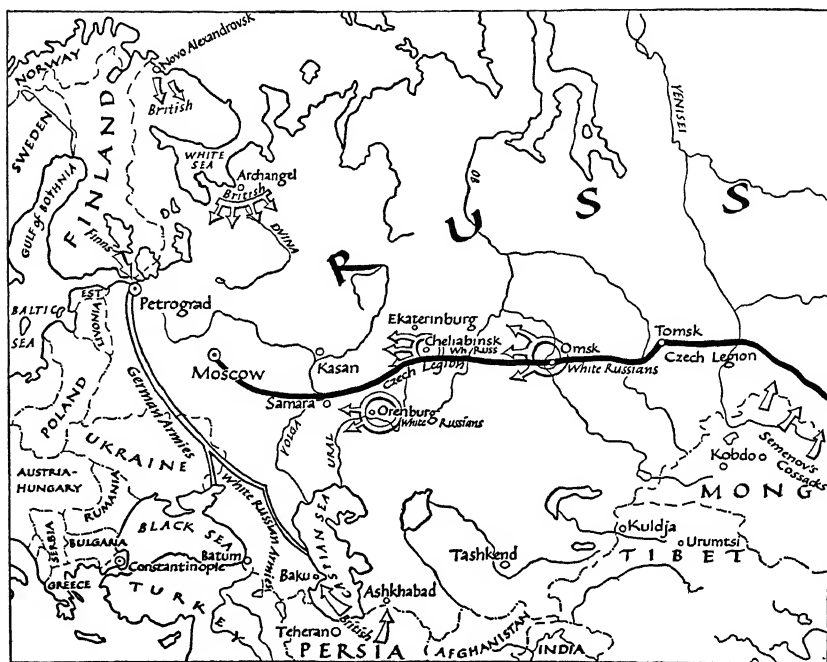 NORWAY
Novo Alexandrovsk
British
SWEDEN
GULF OF BOTHNIA
FINLAND
WHITE SEA
Archangel
British
DVINA
OB
YENISEI
RUSS
Finns
Petrograd
BALTIC SEA
EST.
LIVONIA
Moscow
Kasan
Ekaterinburg
Cheliabinsk
Wh Russ
Czech Legion
Omsk
White Russians
Tomsk
Czech Legion
Samara
Orenburg
White Russians
VOLGA
URAL
German Armies
POLAND
UKRAINE
White Russian Armies
AUSTRIA-
HUNGARY
RUMANIA
SERBIA
BULGARIA
GREECE
BLACK SEA
Constantinople
Batum
TURKEY
CASPIAN SEA
Baku
British
Teheran
Ashkhabad
PERSIA
AFGHANISTAN
INDIA
Tashkend
Kuldja
Urumtsi
TIBET
Kobdo
MONG
Semenov's
Cossacks